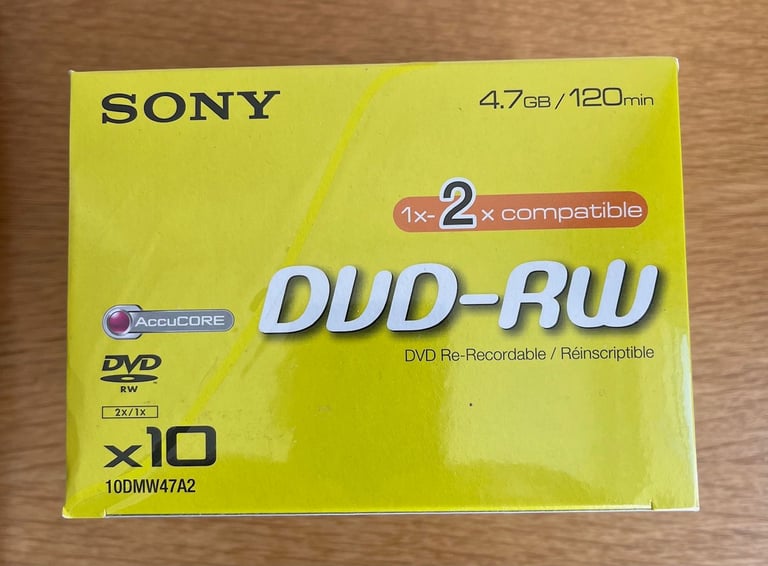 SONY
4.7GB / 120min
1x-2x compatible
DVD-RW
AccuCORE
DVD Re-Recordable / Réinscriptible
DVD
RW
2x/1x
x10
10DMW47A2